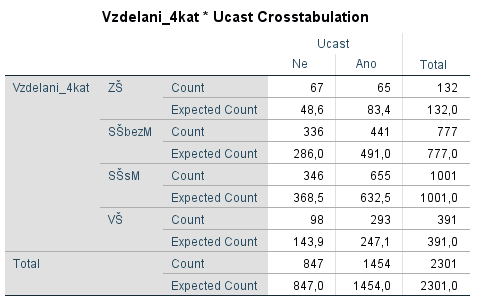 Vzdelani_4kat * Ucast Crosstabulation
Ucast
Ne Ano Total
Vzdelani_4kat ZŠ Count 67 65 132
Expected Count 48,6 83,4 132,0
SŠbezM Count 336 441 777
Expected Count 286,0 491,0 777,0
SŠsM Count 346 655 1001
Expected Count 368,5 632,5 1001,0
VŠ Count 98 293 391
Expected Count 143,9 247,1 391,0
Total Count 847 1454 2301
Expected Count 847,0 1454,0 2301,0